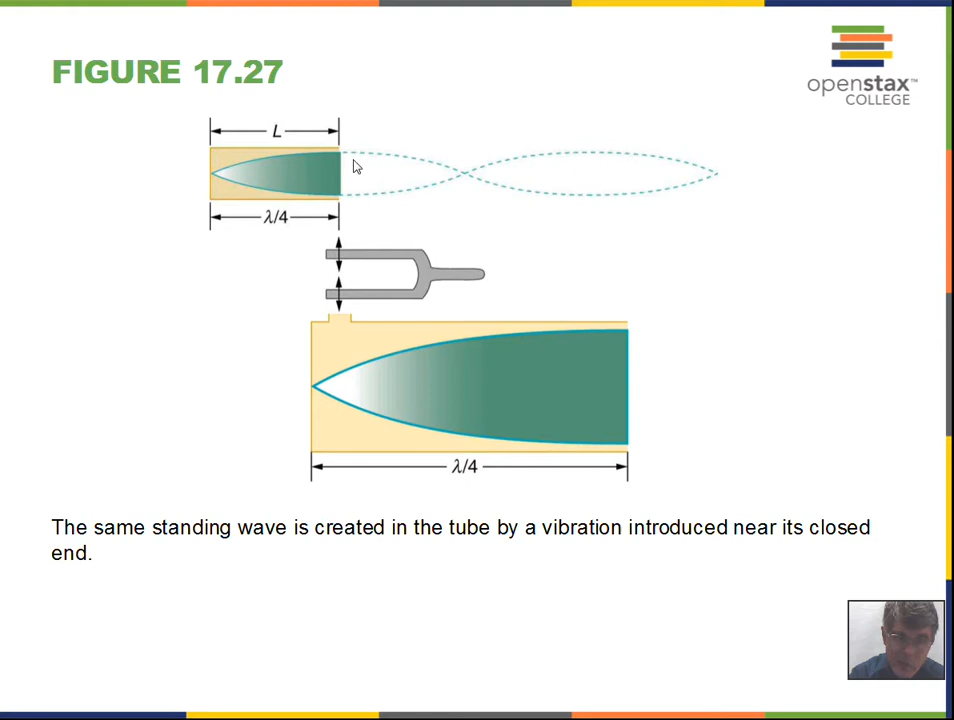 FIGURE 17.27
openstax™
COLLEGE
L
λ/4
λ/4
The same standing wave is created in the tube by a vibration introduced near its closed
end.